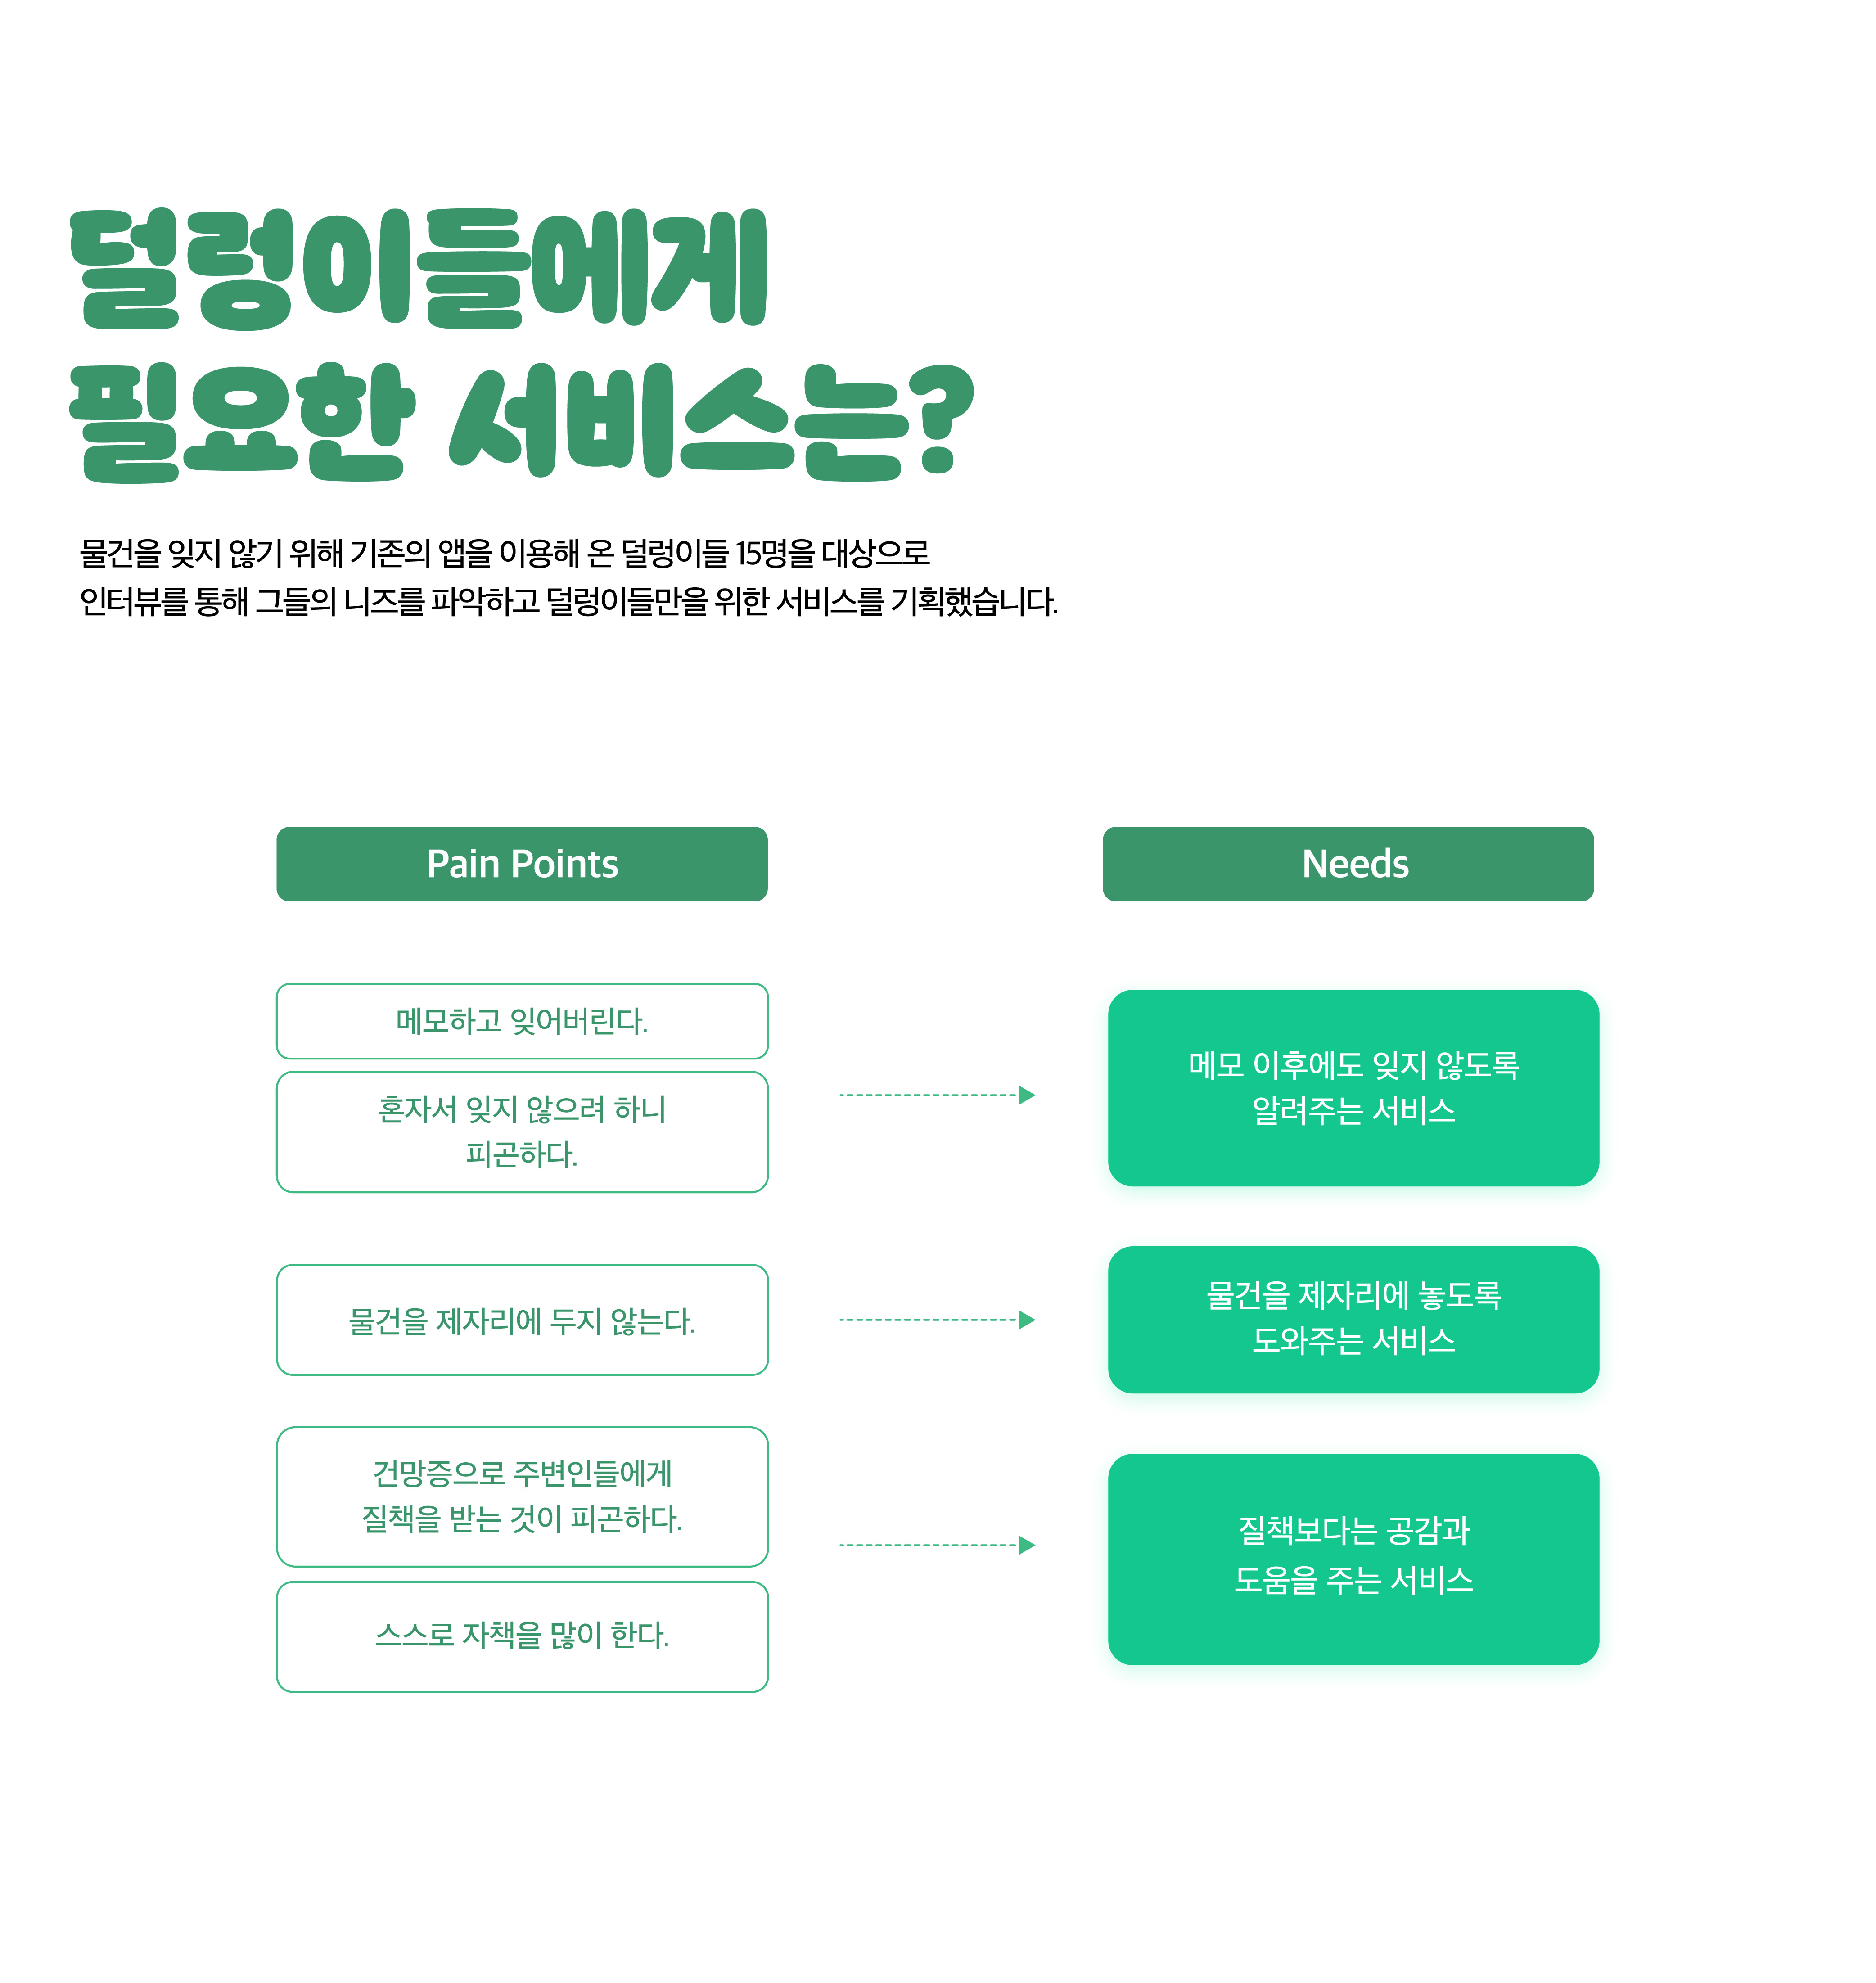 덜렁이들에게
필요한 서비스는?
물건을 잊지 않기 위해 기존의 앱을 이용해 온 덜렁이들 15명을 대상으로
인터뷰를 통해 그들의 니즈를 파악하고 덜렁이들만을 위한 서비스를 기획했습니다.
Pain Points
Needs
메모하고 잊어버린다.
혼자서 잊지 않으려 하니
피곤하다.
메모 이후에도 잊지 않도록
알려주는 서비스
물건을 제자리에 두지 않는다.
물건을 제자리에 놓도록
도와주는 서비스
건망증으로 주변인들에게
질책을 받는 것이 피곤하다.
스스로 자책을 많이 한다.
질책보다는 공감과
도움을 주는 서비스